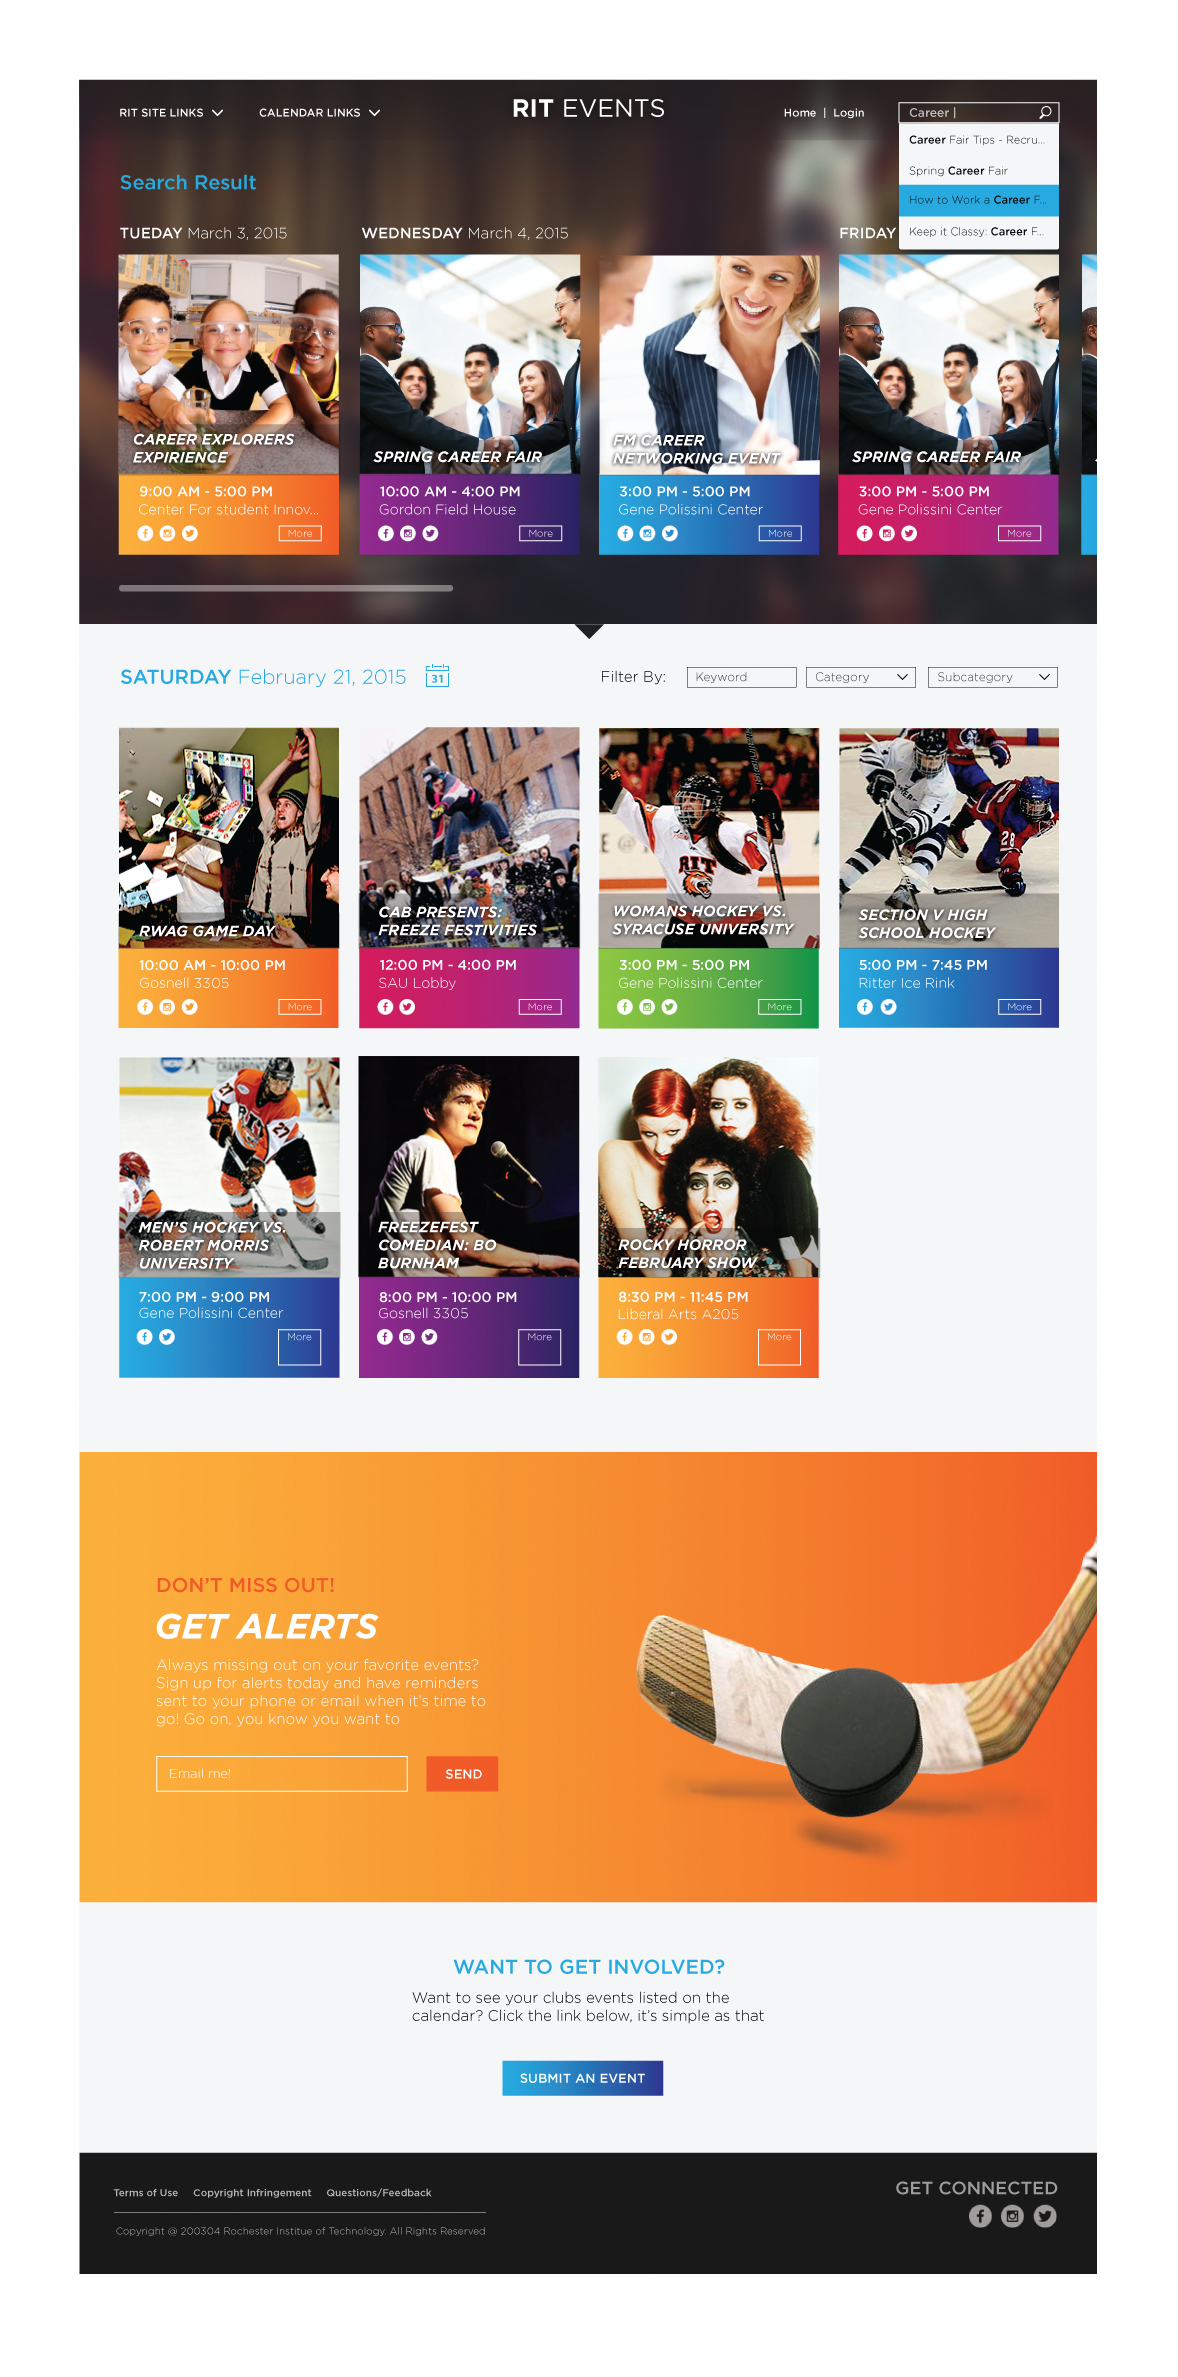 RIT SITE LINKS
CALENDAR LINKS
RIT EVENTS
Home | Login
Career |
Career Fair Tips - Recru...
Spring Career Fair
How to Work a Career F...
Keep it Classy: Career F...
Search Result
TUEDAY March 3, 2015
WEDNESDAY March 4, 2015
FRIDAY
CAREER EXPLORERS
EXPIRIENCE
9:00 AM - 5:00 PM
Center For student Innov...
More
SPRING CAREER FAIR
10:00 AM - 4:00 PM
Gordon Field House
More
FM CAREER
NETWORKING EVENT
3:00 PM - 5:00 PM
Gene Polissini Center
More
SPRING CAREER FAIR
3:00 PM - 5:00 PM
Gene Polissini Center
More
SATURDAY February 21, 2015
31
Filter By:
Keyword
Category
Subcategory
RWAG GAME DAY
10:00 AM - 10:00 PM
Gosnell 3305
More
CAB PRESENTS:
FREEZE FESTIVITIES
12:00 PM - 4:00 PM
SAU Lobby
More
RIT
WOMANS HOCKEY VS.
SYRACUSE UNIVERSITY
3:00 PM - 5:00 PM
Gene Polissini Center
More
28
SECTION V HIGH
SCHOOL HOCKEY
5:00 PM - 7:45 PM
Ritter Ice Rink
More
27
MEN'S HOCKEY VS.
ROBERT MORRIS
UNIVERSITY
7:00 PM - 9:00 PM
Gene Polissini Center
More
FREEZEFEST
COMEDIAN: BO
BURNHAM
8:00 PM - 10:00 PM
Gosnell 3305
More
ROCKY HORROR
FEBRUARY SHOW
8:30 PM - 11:45 PM
Liberal Arts A205
More
DON'T MISS OUT!
GET ALERTS
Always missing out on your favorite events?
Sign up for alerts today and have reminders
sent to your phone or email when it's time to
go! Go on, you know you want to
Email me!
SEND
WANT TO GET INVOLVED?
Want to see your clubs events listed on the
calendar? Click the link below, it's simple as that
SUBMIT AN EVENT
Terms of Use
Copyright Infringement
Questions/Feedback
Copyright @ 200304 Rochester Institue of Technology. All Rights Reserved
GET CONNECTED